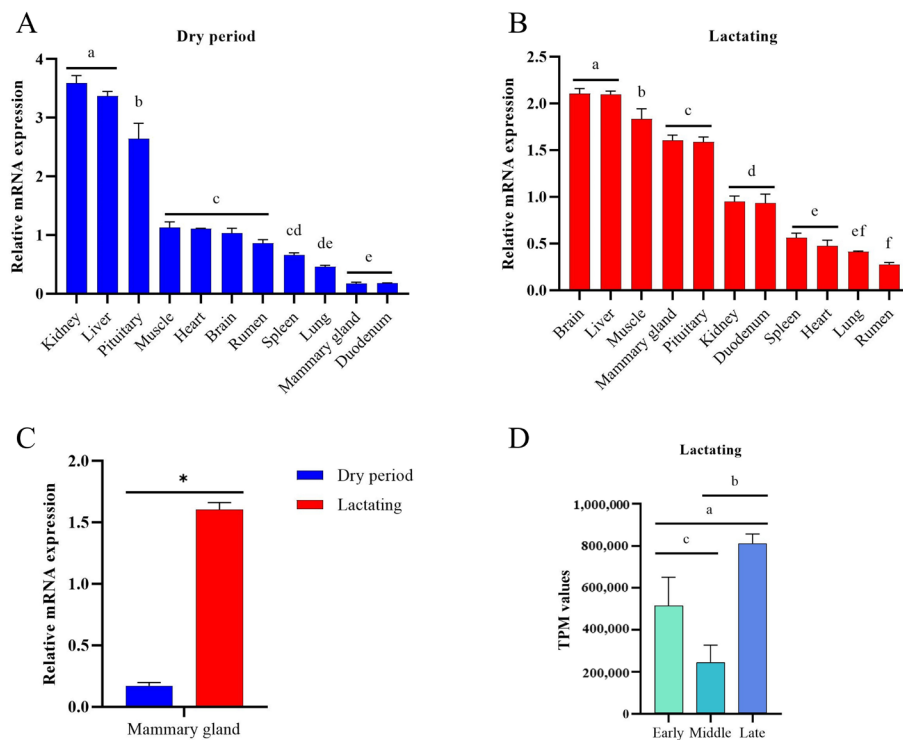 A
Dry period
Relative mRNA expression
4
3
2
1
0
a
b
c
cd
de
e
Kidney
Liver
Pituitary
Muscle
Heart
Brain
Rumen
Spleen
Lung
Mammary gland
Duodenum
B
Lactating
Relative mRNA expression
2.5
2.0
1.5
1.0
0.5
0.0
a
b
c
d
e
ef
f
Brain
Liver
Muscle
Mammary gland
Pituitary
Kidney
Duodenum
Spleen
Heart
Lung
Rumen
C
Relative mRNA expression
2.0
1.5
1.0
0.5
0.0
*
Mammary gland
Dry period
Lactating
D
Lactating
TPM values
1,000,000
800,000
600,000
400,000
200,000
0
b
a
c
Early
Middle
Late